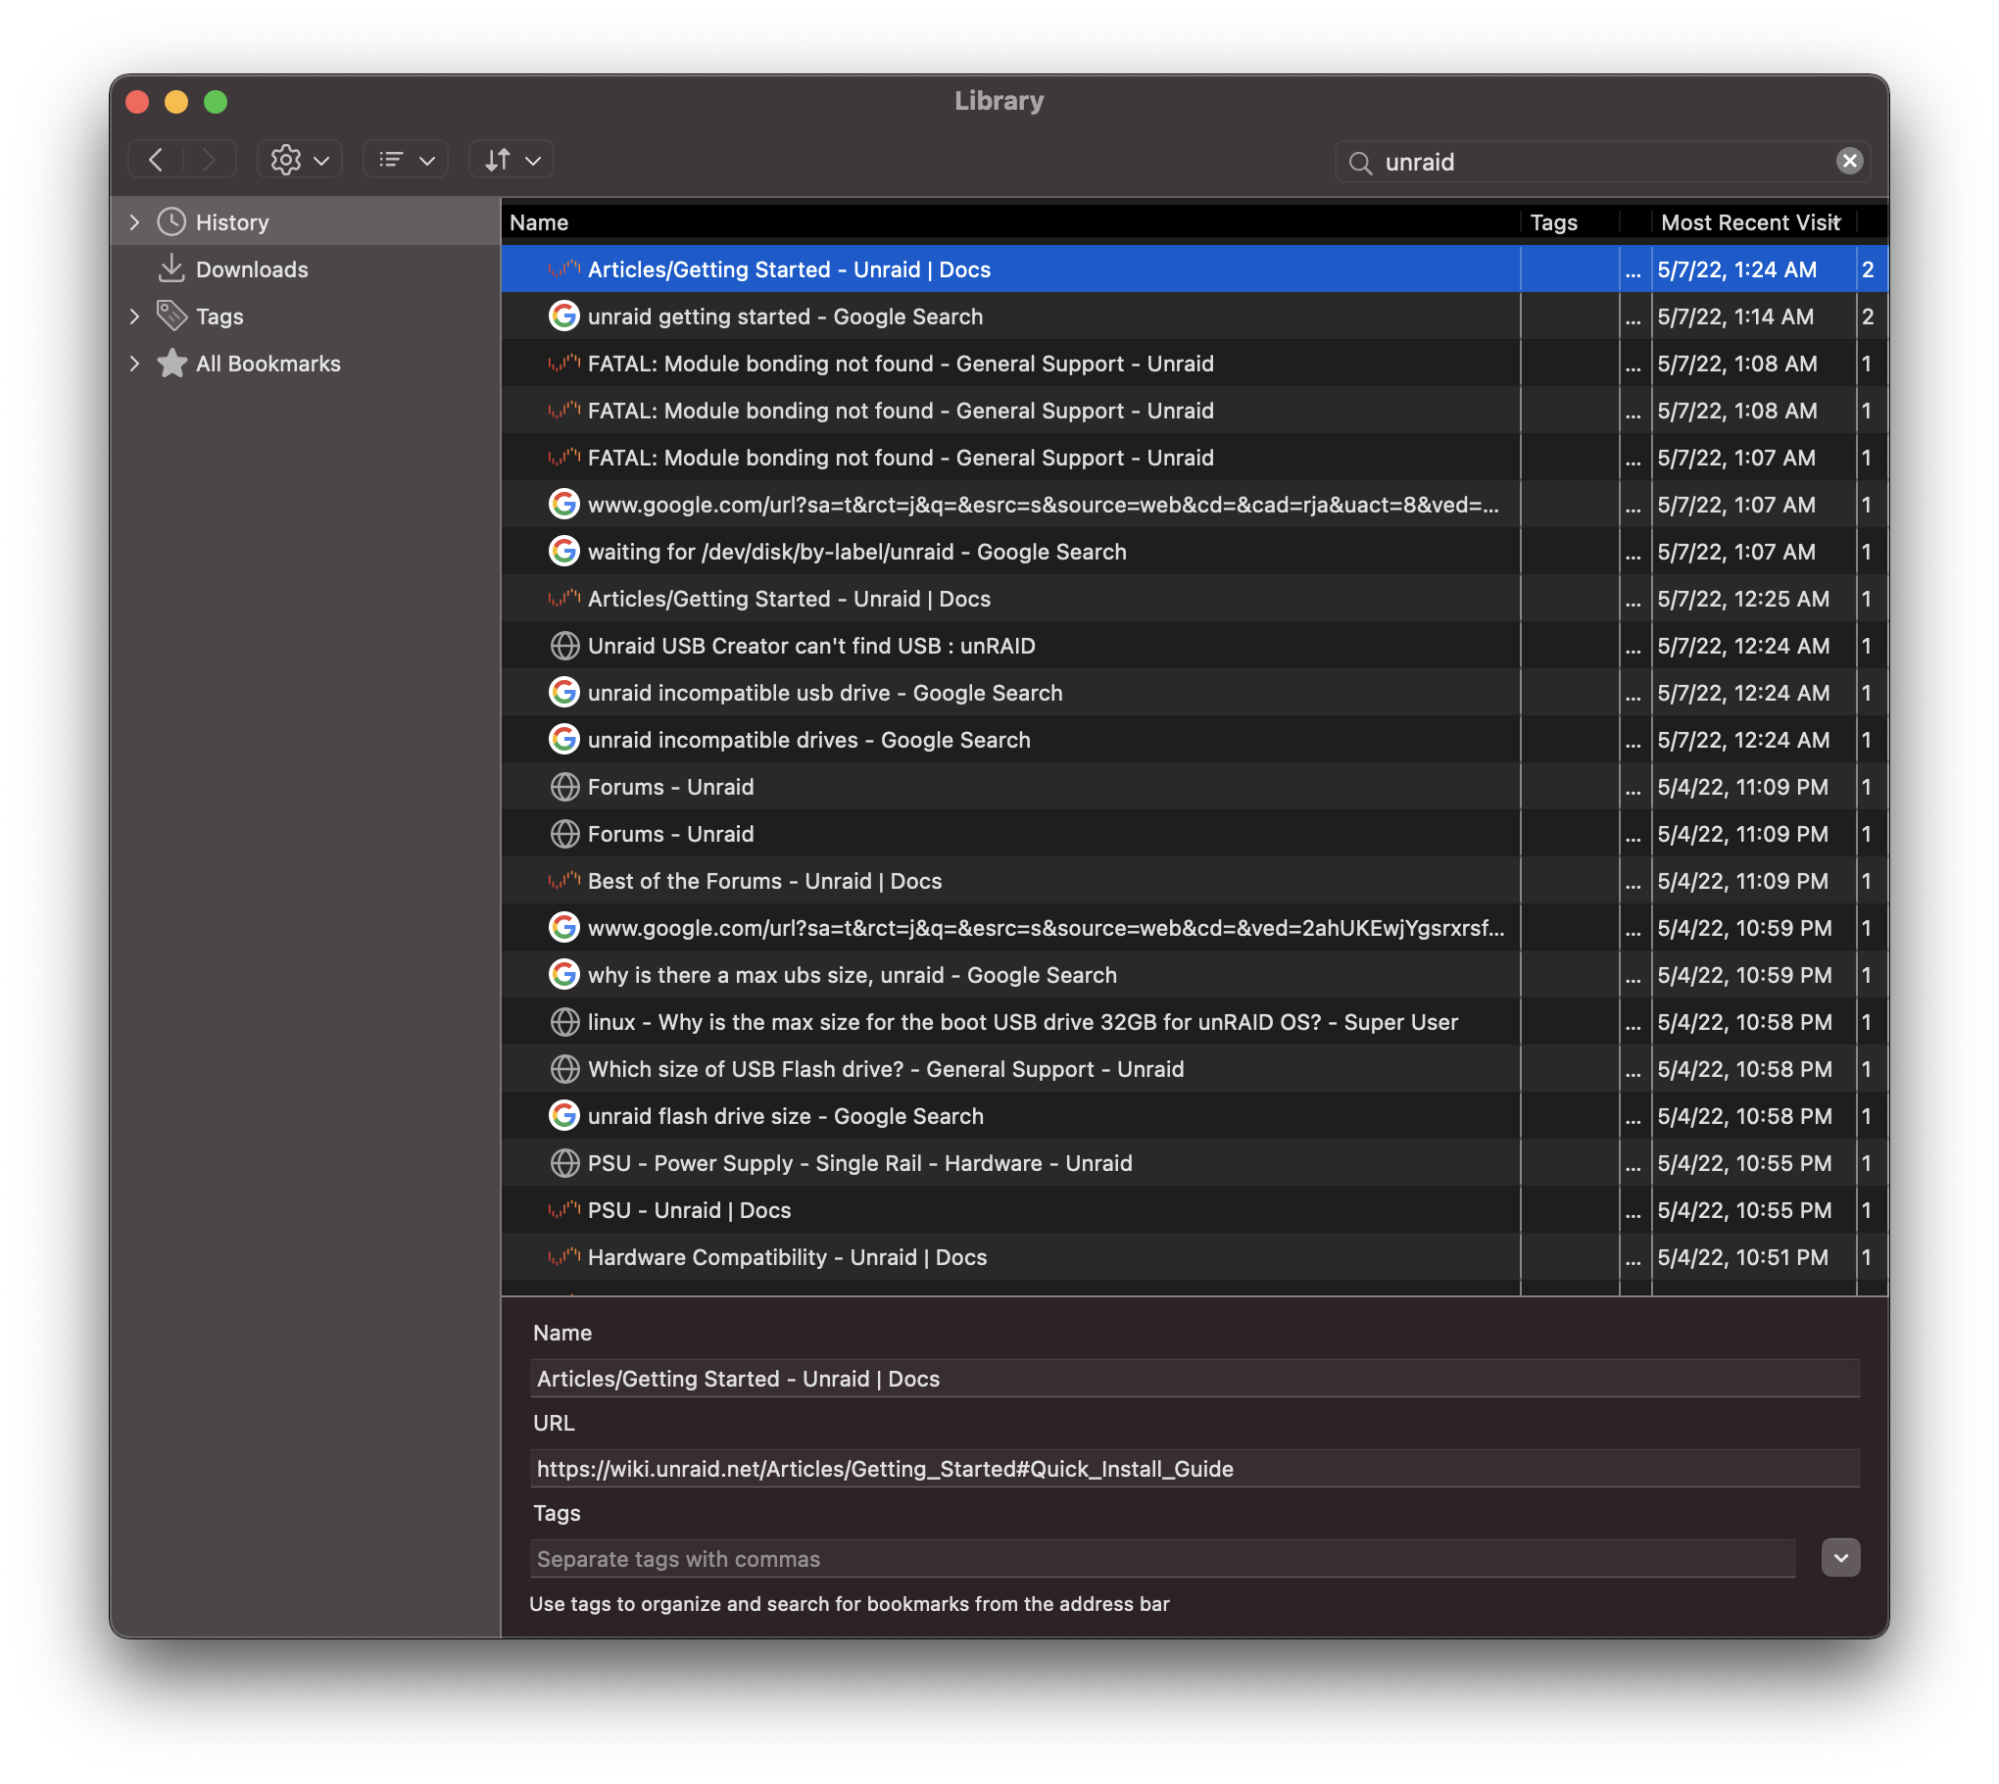 Library
unraid
History
Downloads
Tags
All Bookmarks
Name Tags Most Recent Visit
Articles/Getting Started - Unraid | Docs ... 5/7/22, 1:24 AM 2
unraid getting started - Google Search ... 5/7/22, 1:14 AM 2
FATAL: Module bonding not found - General Support - Unraid ... 5/7/22, 1:08 AM 1
FATAL: Module bonding not found - General Support - Unraid ... 5/7/22, 1:08 AM 1
FATAL: Module bonding not found - General Support - Unraid ... 5/7/22, 1:07 AM 1
www.google.com/url?sa=t&rct=j&q=&esrc=s&source=web&cd=&cad=rja&uact=8&ved=... ... 5/7/22, 1:07 AM 1
waiting for /dev/disk/by-label/unraid - Google Search ... 5/7/22, 1:07 AM 1
Articles/Getting Started - Unraid | Docs ... 5/7/22, 12:25 AM 1
Unraid USB Creator can't find USB : unRAID ... 5/7/22, 12:24 AM 1
unraid incompatible usb drive - Google Search ... 5/7/22, 12:24 AM 1
unraid incompatible drives - Google Search ... 5/7/22, 12:24 AM 1
Forums - Unraid ... 5/4/22, 11:09 PM 1
Forums - Unraid ... 5/4/22, 11:09 PM 1
Best of the Forums - Unraid | Docs ... 5/4/22, 11:09 PM 1
www.google.com/url?sa=t&rct=j&q=&esrc=s&source=web&cd=&ved=2ahUKEwjYgsrxrsf... ... 5/4/22, 10:59 PM 1
why is there a max ubs size, unraid - Google Search ... 5/4/22, 10:59 PM 1
linux - Why is the max size for the boot USB drive 32GB for unRAID OS? - Super User ... 5/4/22, 10:58 PM 1
Which size of USB Flash drive? - General Support - Unraid ... 5/4/22, 10:58 PM 1
unraid flash drive size - Google Search ... 5/4/22, 10:58 PM 1
PSU - Power Supply - Single Rail - Hardware - Unraid ... 5/4/22, 10:55 PM 1
PSU - Unraid | Docs ... 5/4/22, 10:55 PM 1
Hardware Compatibility - Unraid | Docs ... 5/4/22, 10:51 PM 1
Name
Articles/Getting Started - Unraid | Docs
URL
https://wiki.unraid.net/Articles/Getting_Started#Quick_Install_Guide
Tags
Separate tags with commas
Use tags to organize and search for bookmarks from the address bar